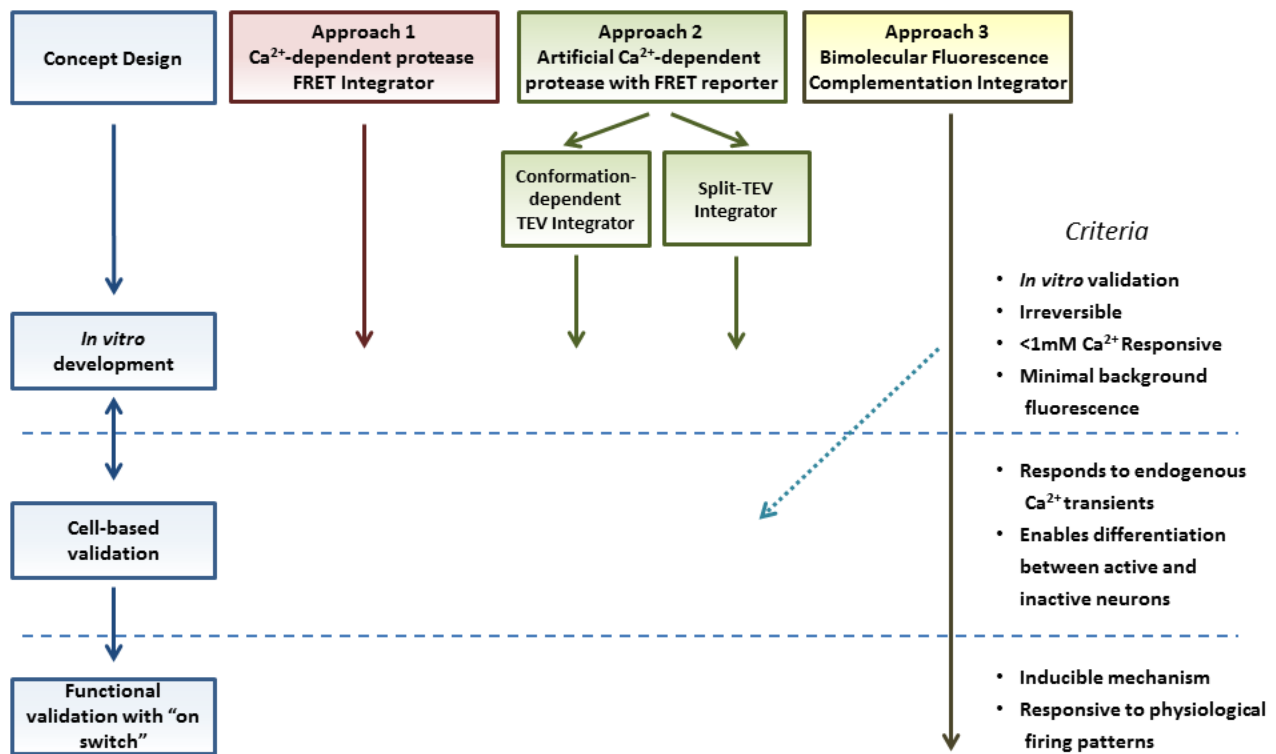 Concept Design
Approach 1
Ca²⁺-dependent protease
FRET Integrator
Approach 2
Artificial Ca²⁺-dependent
protease with FRET reporter
Approach 3
Bimolecular Fluorescence
Complementation Integrator
Conformation-
dependent
TEV Integrator
Split-TEV
Integrator
In vitro
development
Criteria
• In vitro validation
• Irreversible
• <1mM Ca²⁺ Responsive
• Minimal background
fluorescence
Cell-based
validation
• Responds to endogenous
Ca²⁺ transients
• Enables differentiation
between active and
inactive neurons
Functional
validation with “on
switch”
• Inducible mechanism
• Responsive to physiological
firing patterns